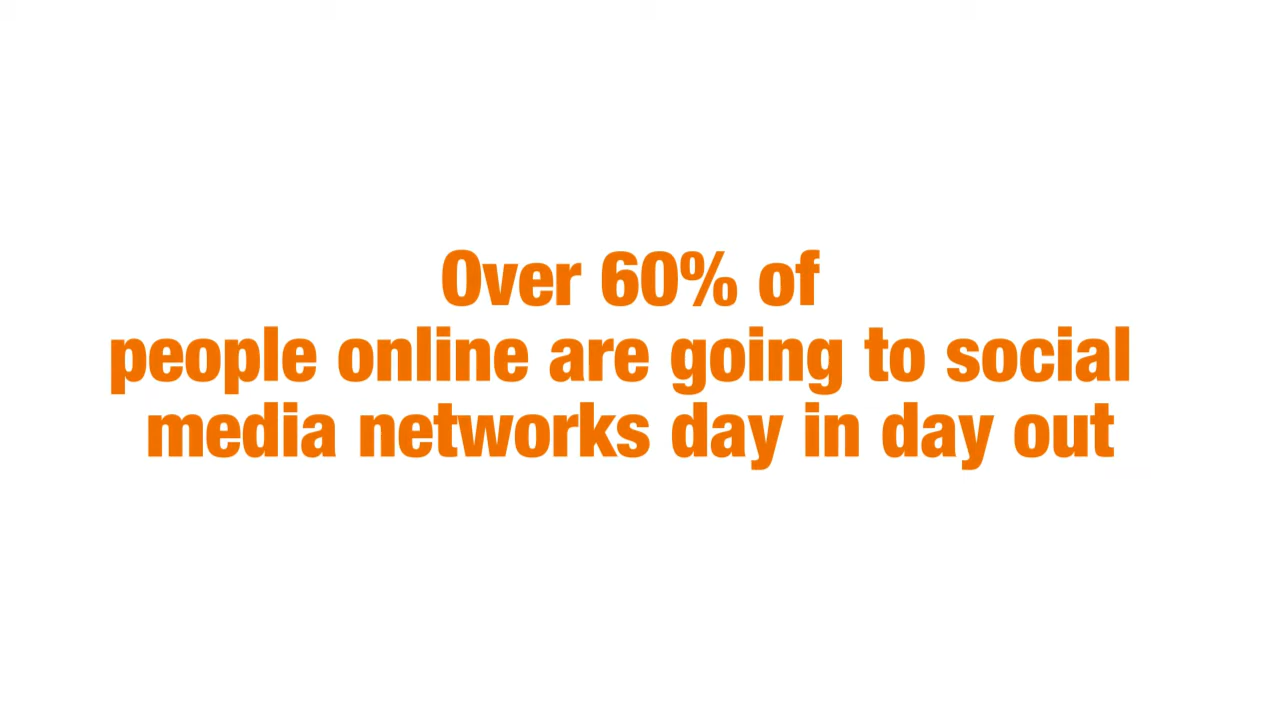 Over 60% of
people online are going to social
media networks day in day out